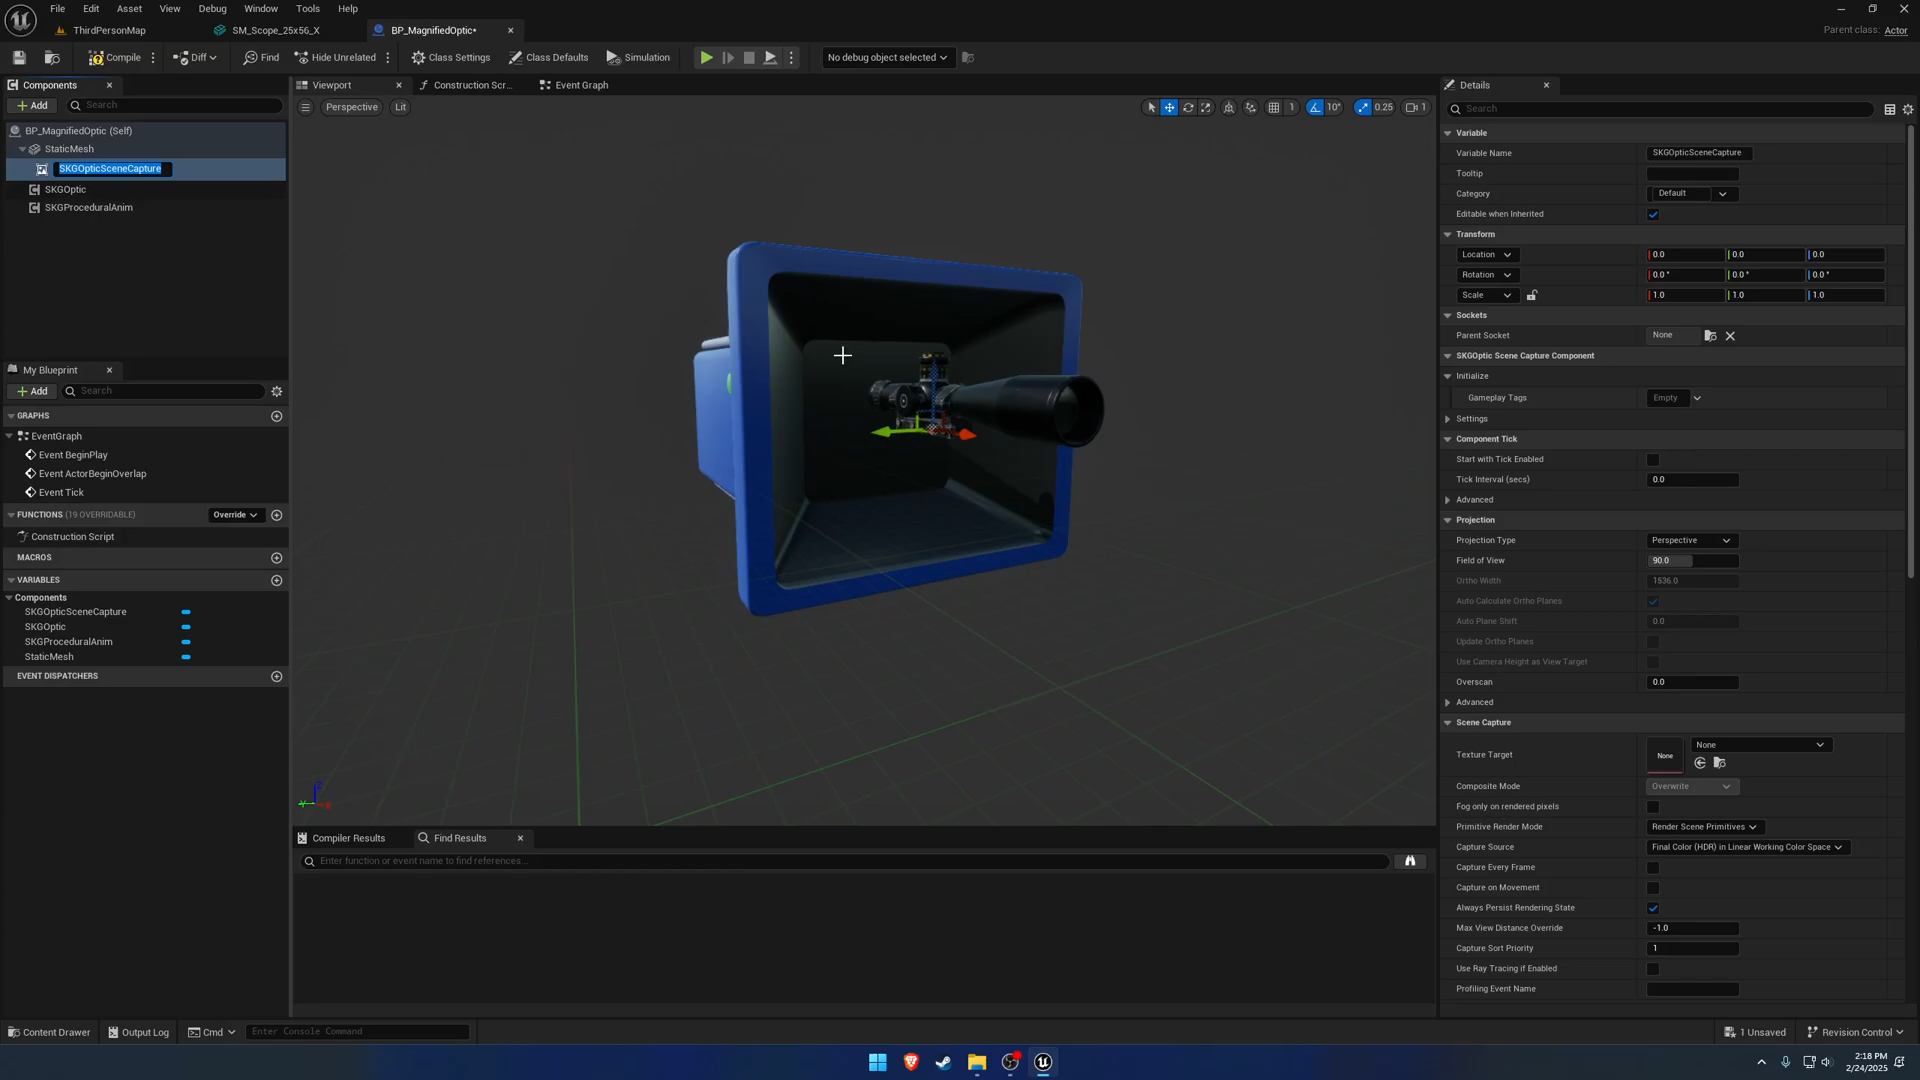 File Edit Asset View Debug Window Tools Help
ThirdPersonMap SM_Scope_25x56_X BP_MagnifiedOptic*
Parent class: Actor
Compile Diff Find Hide Unrelated Class Settings Class Defaults Simulation No debug object selected
Components
Add Search
BP_MagnifiedOptic (Self)
StaticMesh
SKGOpticSceneCapture
SKGOptic
SKGProceduralAnim
My Blueprint
Add Search
GRAPHS
EventGraph
Event BeginPlay
Event ActorBeginOverlap
Event Tick
FUNCTIONS (19 OVERRIDABLE) Override
Construction Script
MACROS
VARIABLES
Components
SKGOpticSceneCapture
SKGOptic
SKGProceduralAnim
StaticMesh
EVENT DISPATCHERS
Viewport Construction Scr... Event Graph
Perspective Lit
1 10° 0.25 1
Compiler Results Find Results
Enter function or event name to find references...
Details
Search
Variable
Variable Name SKGOpticSceneCapture
Tooltip
Category Default
Editable when Inherited
Transform
Location 0.0 0.0 0.0
Rotation 0.0° 0.0° 0.0°
Scale 1.0 1.0 1.0
Sockets
Parent Socket None
SKGOptic Scene Capture Component
Initialize
Gameplay Tags Empty
Settings
Component Tick
Start with Tick Enabled
Tick Interval (secs) 0.0
Advanced
Projection
Projection Type Perspective
Field of View 90.0
Ortho Width 1536.0
Auto Calculate Ortho Planes
Auto Plane Shift 0.0
Update Ortho Planes
Use Camera Height as View Target
Overscan 0.0
Advanced
Scene Capture
Texture Target None None
Composite Mode Overwrite
Fog only on rendered pixels
Primitive Render Mode Render Scene Primitives
Capture Source Final Color (HDR) in Linear Working Color Space
Capture Every Frame
Capture on Movement
Always Persist Rendering State
Max View Distance Override -1.0
Capture Sort Priority 1
Use Ray Tracing if Enabled
Profiling Event Name
Content Drawer Output Log Cmd Enter Console Command 1 Unsaved Revision Control
2:18 PM
2/24/2025